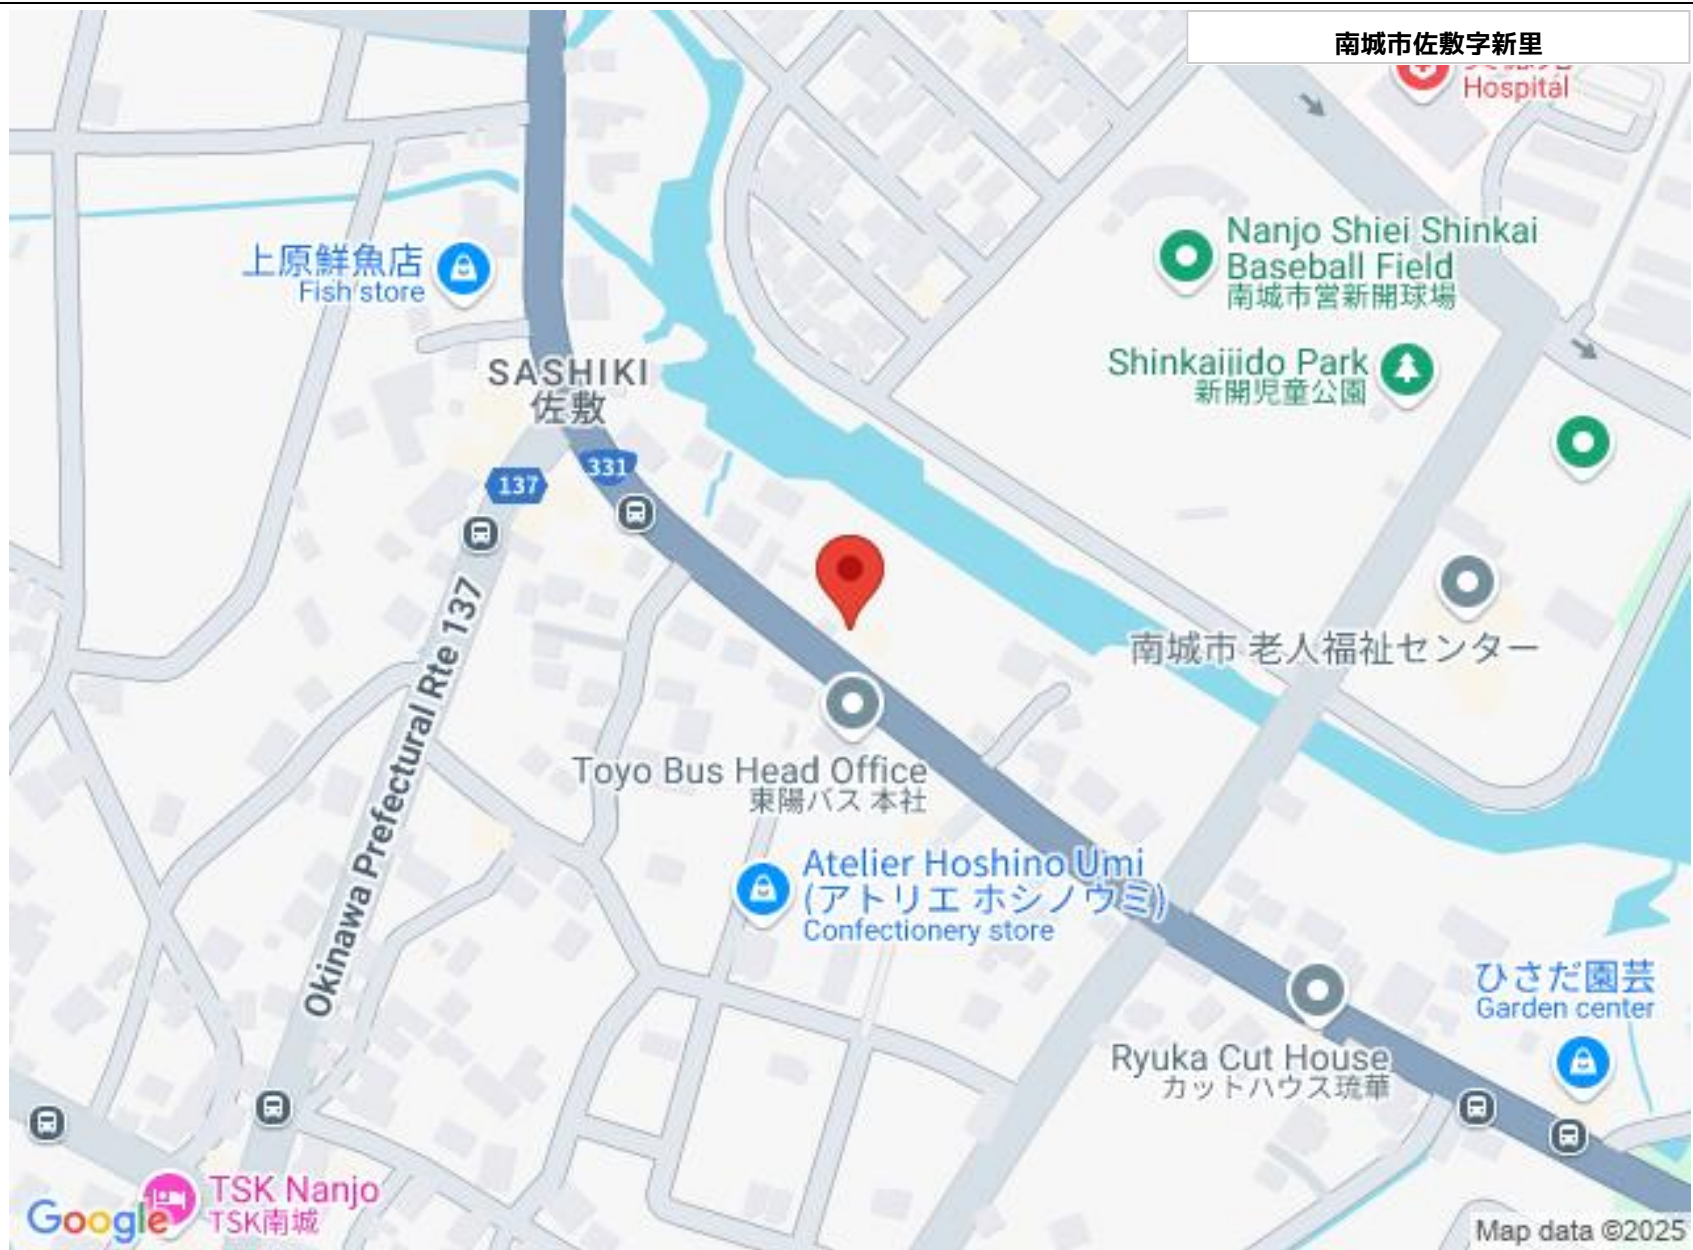 南城市佐敷字新里
Hospital
Nanjo Shiei Shinkai
Baseball Field
南城市営新開球場
上原鮮魚店
Fish store
Shinkaijido Park
新開児童公園
SASHIKI
佐敷
331
137
Okinawa Prefectural Rte 137
南城市 老人福祉センター
Toyo Bus Head Office
東陽バス 本社
Atelier Hoshino Umi
(アトリエ ホシノウミ)
Confectionery store
ひさだ園芸
Garden center
Ryuka Cut House
カットハウス琉華
TSK Nanjo
TSK南城
Google
Map data ©2025